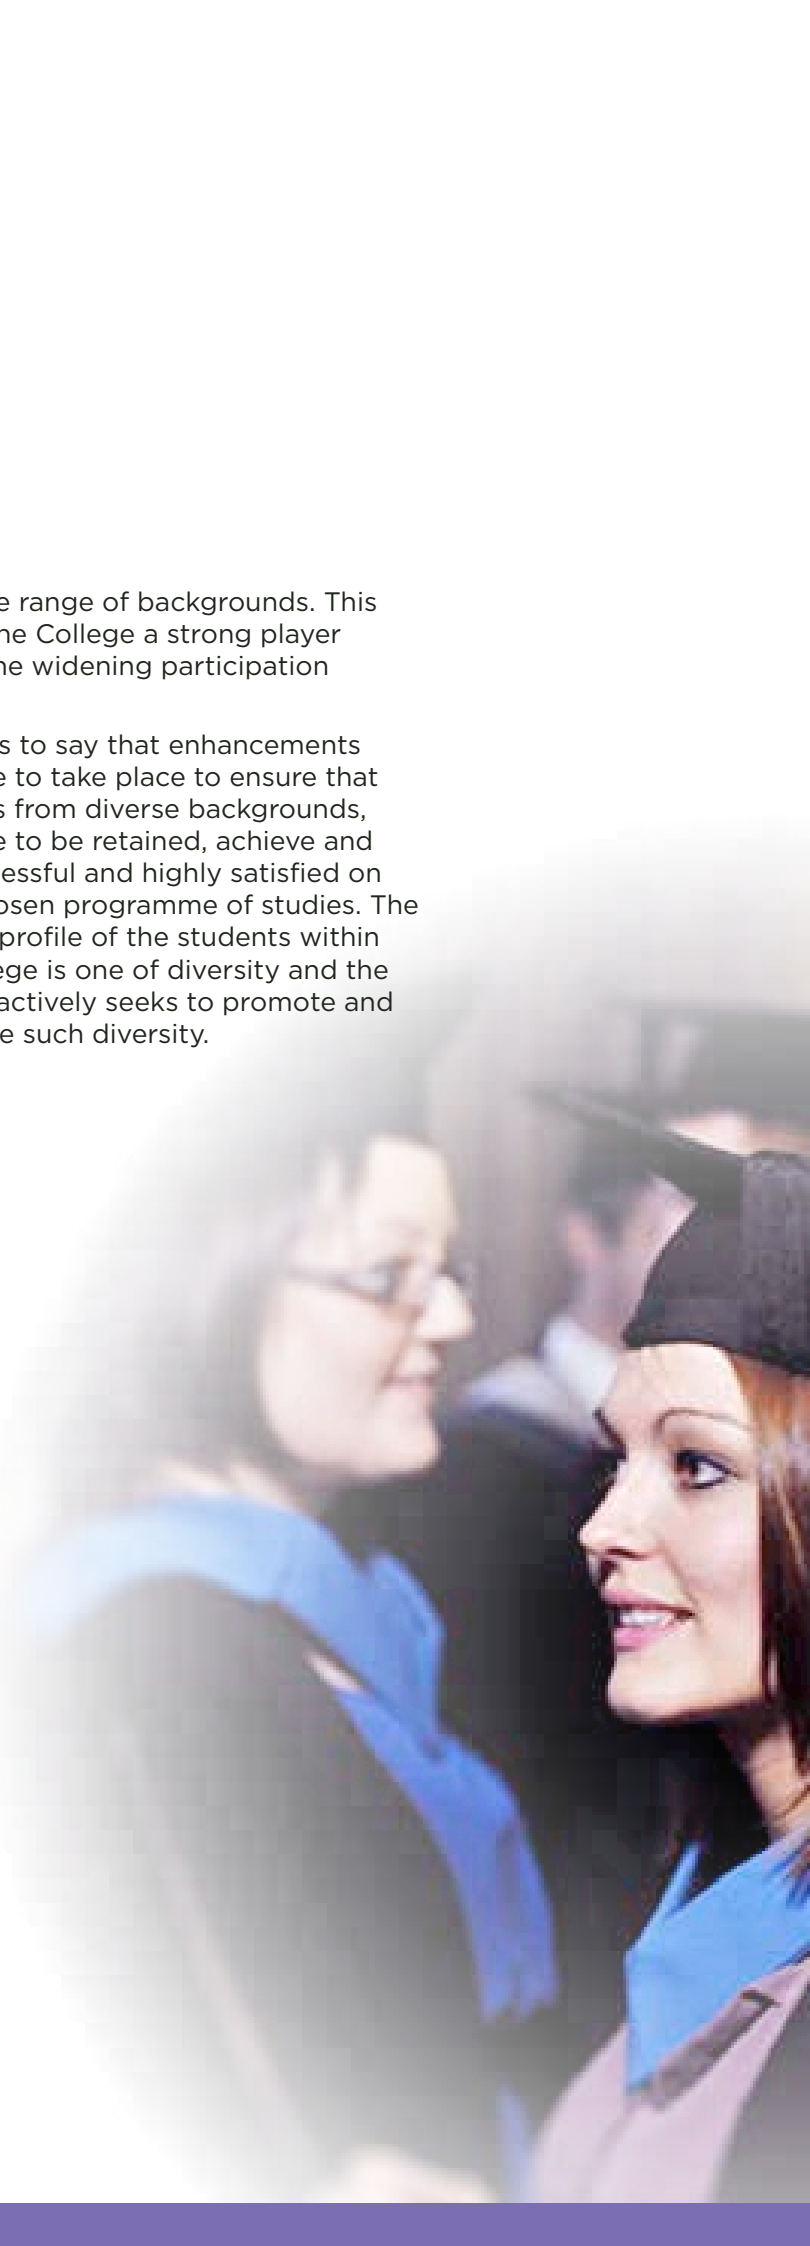 e range of backgrounds. This
ne College a strong player
ne widening participation
s to say that enhancements
e to take place to ensure that
s from diverse backgrounds,
e to be retained, achieve and
essful and highly satisfied on
osen programme of studies. The
profile of the students within
ege is one of diversity and the
actively seeks to promote and
e such diversity.